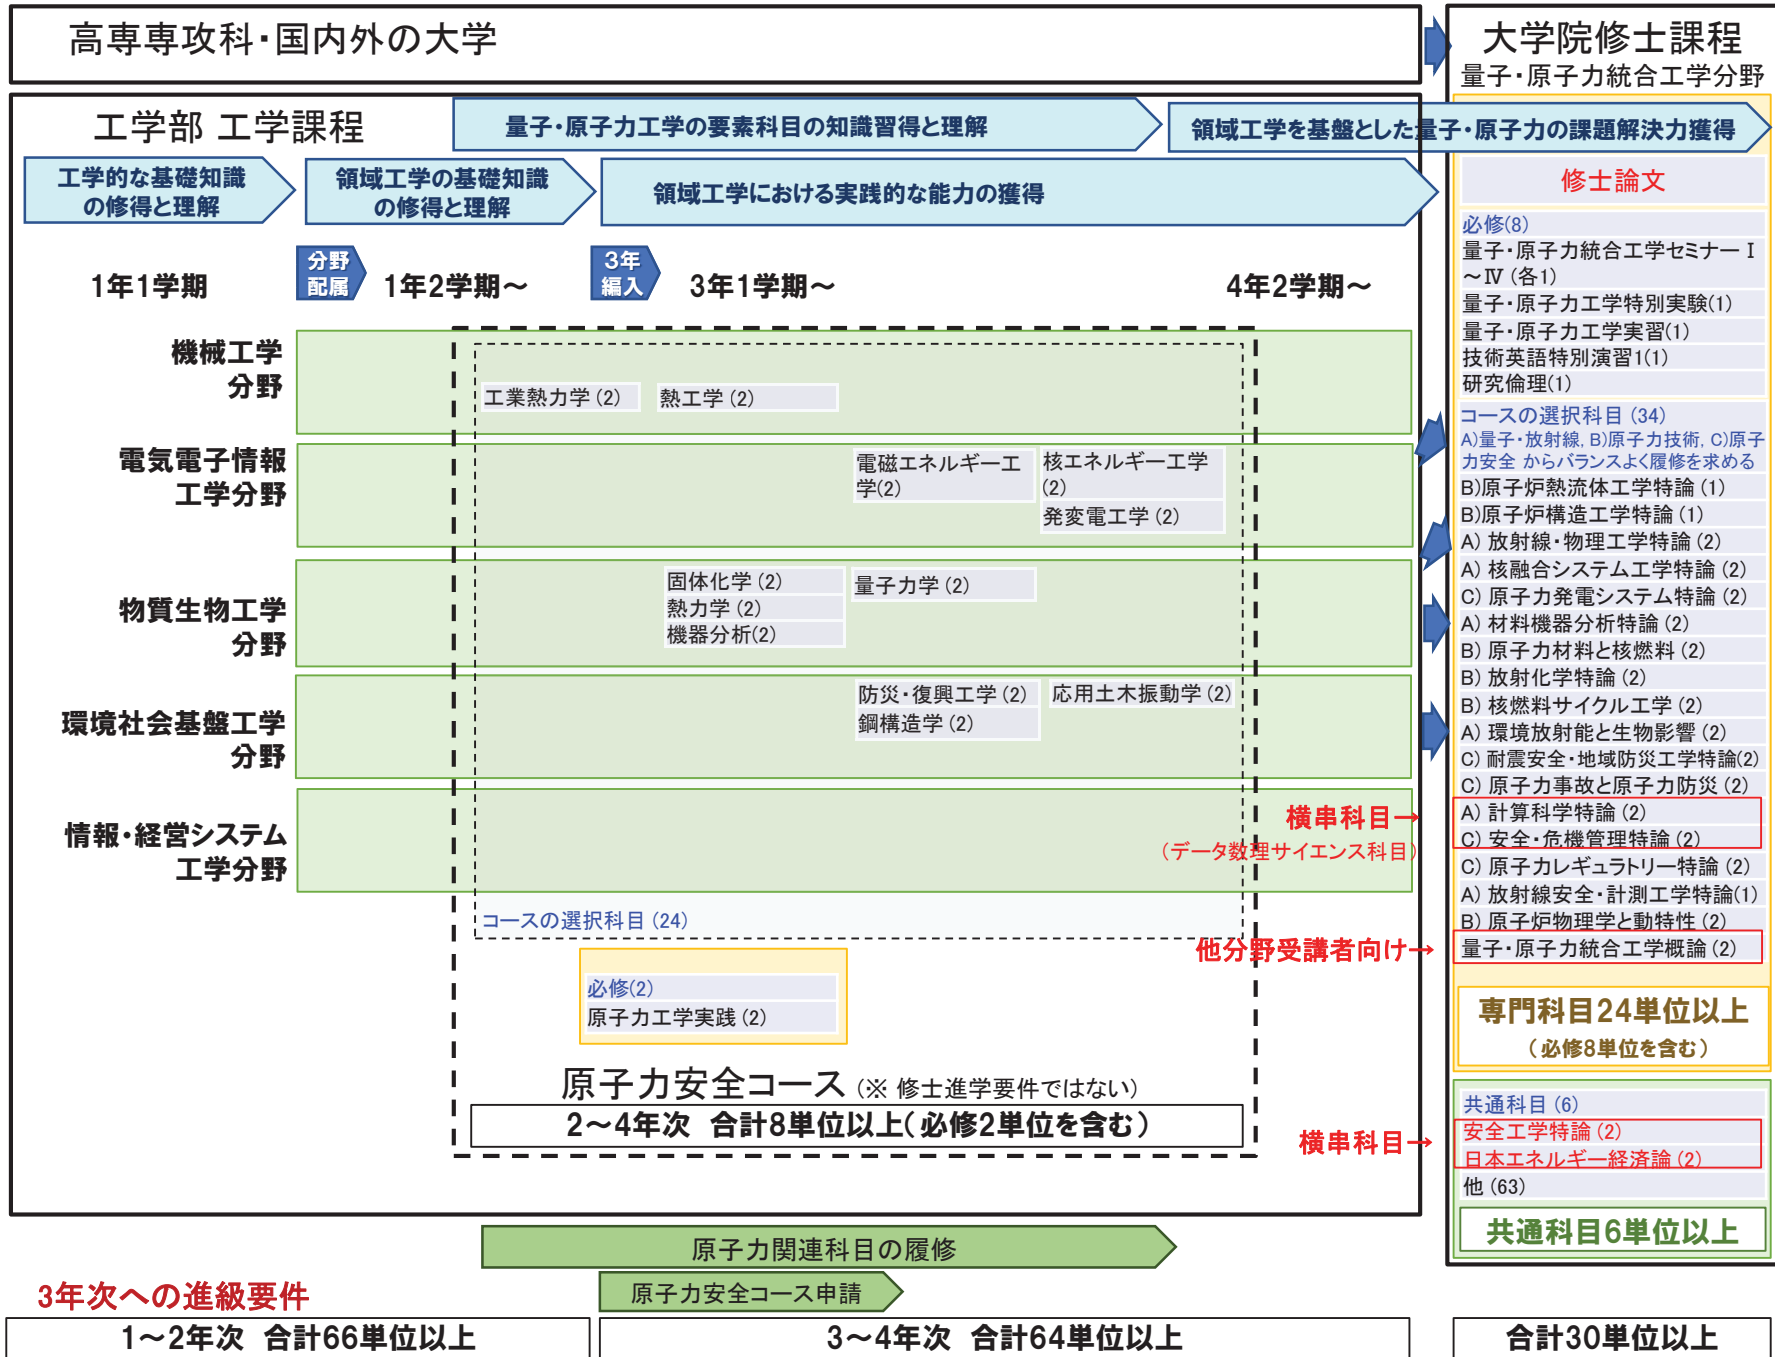 高専専攻科・国内外の大学
大学院修士課程
量子・原子力統合工学分野
工学部 工学課程
量子・原子力工学の要素科目の知識習得と理解
領域工学を基盤とした量子・原子力の課題解決力獲得
工学的な基礎知識
の修得と理解
領域工学の基礎知識
の修得と理解
領域工学における実践的な能力の獲得
1年1学期
分野
配属
1年2学期～
3年
編入
3年1学期～
4年2学期～
機械工学
分野
工業熱力学(2)
熱工学(2)
電気電子情報
工学分野
電磁エネルギー工
学(2)
核エネルギー工学
(2)
発変電工学(2)
物質生物工学
分野
固体化学(2)
熱力学(2)
機器分析(2)
量子力学(2)
環境社会基盤工学
分野
防災・復興工学(2)
鋼構造学(2)
応用土木振動学(2)
情報・経営システム
工学分野
横串科目→
（データ数理サイエンス科目）
コースの選択科目(24)
他分野受講者向け→
必修(2)
原子力工学実践(2)
原子力安全コース(※ 修士進学要件ではない)
2～4年次 合計8単位以上(必修2単位を含む)
横串科目→
修士論文
必修(8)
量子・原子力統合工学セミナーⅠ
～Ⅳ(各1)
量子・原子力工学特別実験(1)
量子・原子力工学実習(1)
技術英語特別演習1(1)
研究倫理(1)
コースの選択科目(34)
A)量子・放射線, B)原子力技術, C)原子
力安全 からバランスよく履修を求める
B)原子炉熱流体工学特論(1)
B)原子炉構造工学特論(1)
A) 放射線・物理工学特論(2)
A) 核融合システム工学特論(2)
C) 原子力発電システム特論(2)
A) 材料機器分析特論(2)
B) 原子力材料と核燃料(2)
B) 放射化学特論(2)
B) 核燃料サイクル工学(2)
A) 環境放射能と生物影響(2)
C) 耐震安全・地域防災工学特論(2)
C) 原子力事故と原子力防災(2)
A) 計算科学特論(2)
C) 安全・危機管理特論(2)
C) 原子力レギュラトリー特論(2)
A) 放射線安全・計測工学特論(1)
B) 原子炉物理学と動特性(2)
量子・原子力統合工学概論(2)
専門科目24単位以上
(必修8単位を含む)
共通科目(6)
安全工学特論(2)
日本エネルギー経済論(2)
他(63)
共通科目6単位以上
原子力関連科目の履修
原子力安全コース申請
3年次への進級要件
1～2年次 合計66単位以上
3～4年次 合計64単位以上
合計30単位以上